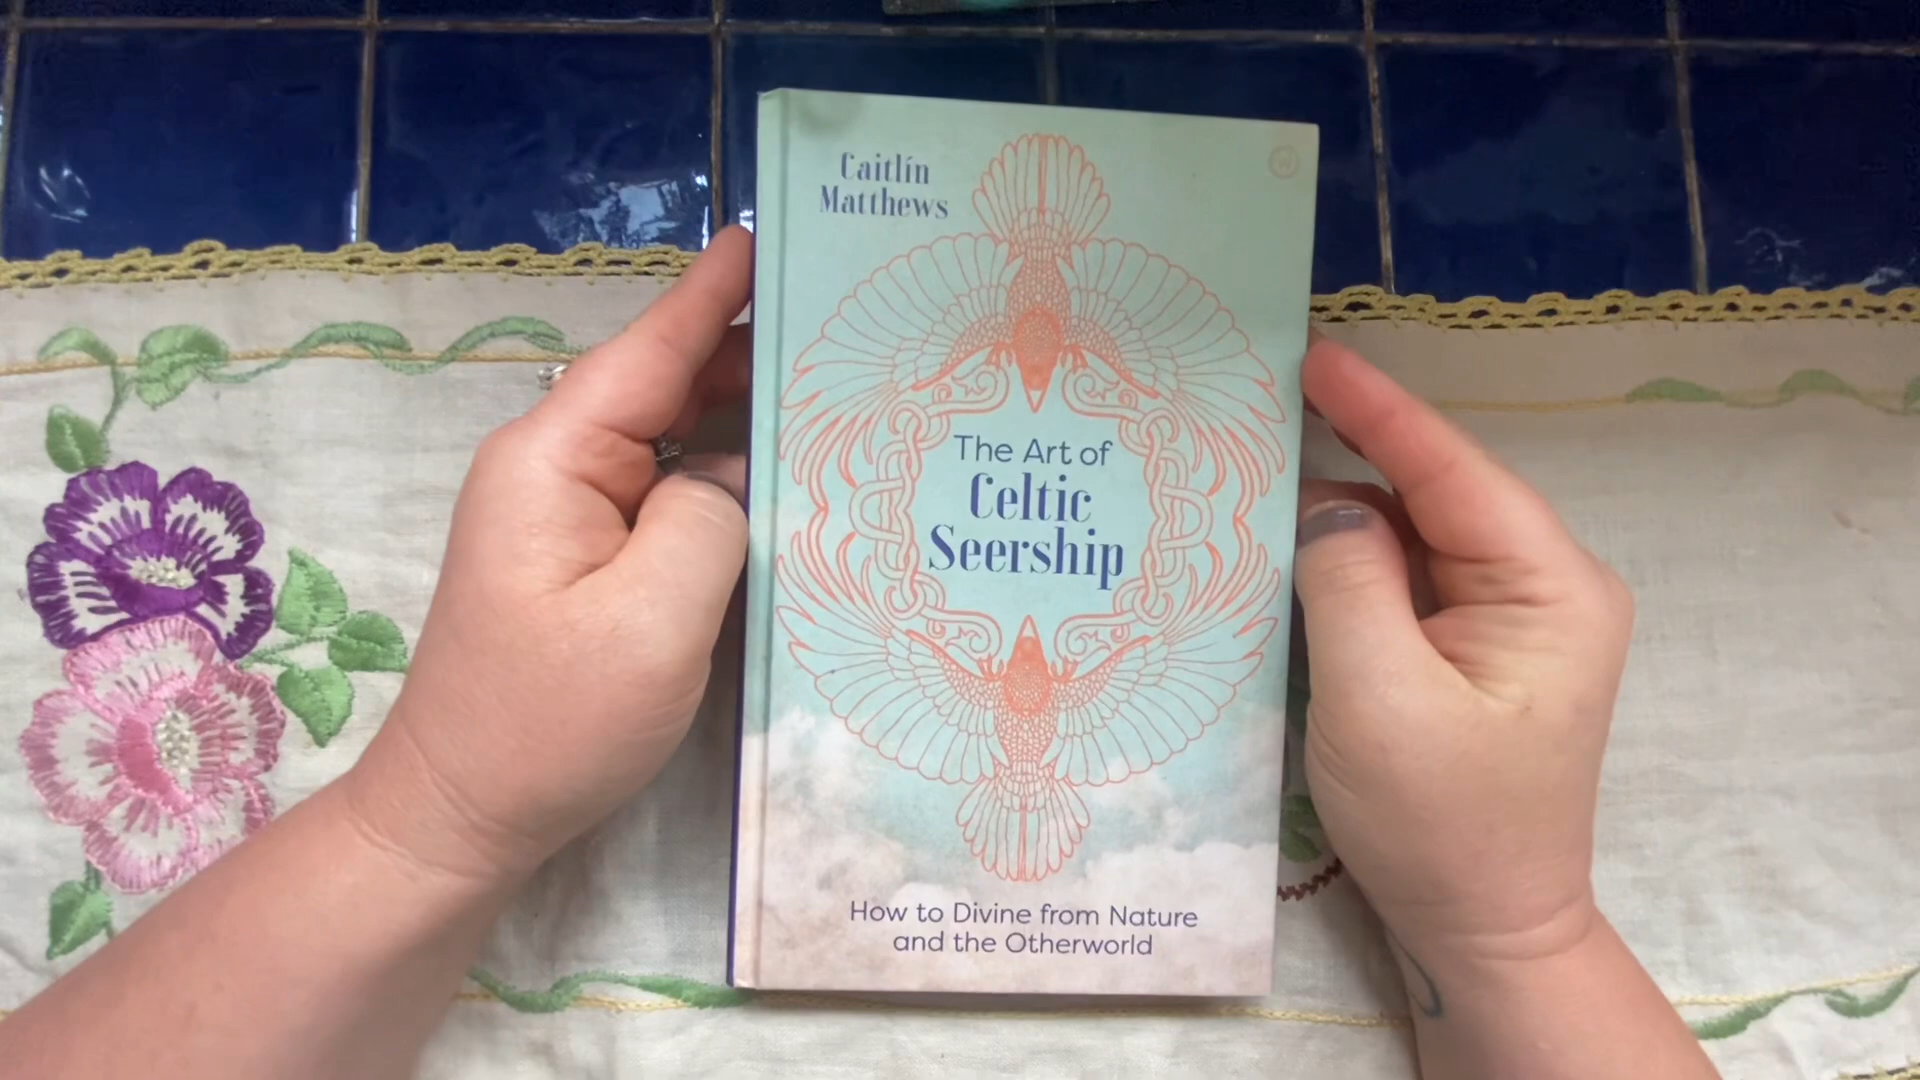 Caitlín
Matthews
The Art of
Celtic
Seership
How to Divine from Nature
and the Otherworld